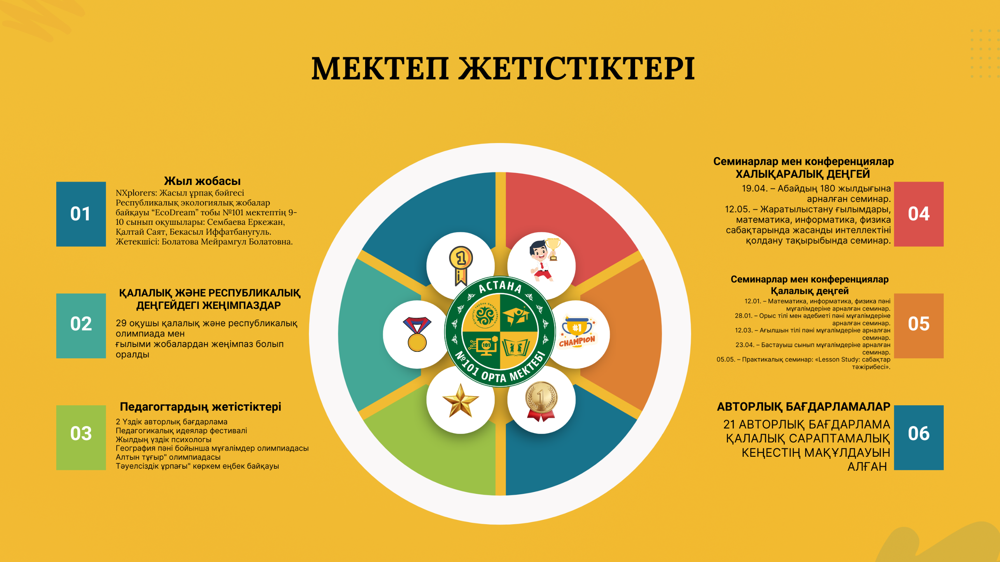 МЕКТЕП ЖЕТІСТІКТЕРІ
01
Жыл жобасы
NXplorers: Жасыл ұрпақ бәйгесі
Республикалық экологиялық жобалар
байқауы “EcoDream” тобы №101 мектептің 9-
10 сынып оқушылары: Сембаева Еркежан,
Қалтай Саят, Бекасыл Иффатбанугуль.
Жетекшісі: Болатова Мейрамгул Болатовна.
02
ҚАЛАЛЫҚ ЖӘНЕ РЕСПУБЛИКАЛЫҚ
ДЕҢГЕЙДЕГІ ЖЕҢІМПАЗДАР
29 оқушы қалалық және республикалық
олимпиада мен
ғылыми жобалардан жеңімпаз болып
оралды
03
Педагогтардың жетістіктері
2 Үздік авторлық бағдарлама
Педагогикалық идеялар фестивалі
Жылдың үздік психологы
География пәні бойынша мұғалімдер олимпиадасы
Алтын тұғыр" олимпиадасы
Тәуелсіздік ұрпағы" көркем еңбек байқауы
1
АСТАНА
біртұтас тәрбие бағдарламасы
101
№101 ОРТА МЕКТЕБІ
#1
CHAMPION
1
Семинарлар мен конференциялар
ХАЛЫҚАРАЛЫҚ ДЕҢГЕЙ
19.04. – Абайдың 180 жылдығына
арналған семинар.
12.05. – Жаратылыстану ғылымдары,
математика, информатика, физика
сабақтарында жасанды интеллектіні
қолдану тақырыбында семинар.
04
Семинарлар мен конференциялар
Қалалық деңгей
12.01. – Математика, информатика, физика пәні
мұғалімдеріне арналған семинар.
28.01. – Орыс тілі мен әдебиеті пәні мұғалімдеріне
арналған семинар.
12.03. – Ағылшын тілі пәні мұғалімдеріне арналған
семинар.
23.04. – Бастауыш сынып мұғалімдеріне арналған
семинар.
05.05. – Практикалық семинар: «Lesson Study: сабақтар
тәжірибесі».
05
АВТОРЛЫҚ БАҒДАРЛАМАЛАР
21 АВТОРЛЫҚ БАҒДАРЛАМА
ҚАЛАЛЫҚ САРАПТАМАЛЫҚ
КЕҢЕСТІҢ МАҚҰЛДАУЫН
АЛҒАН
06